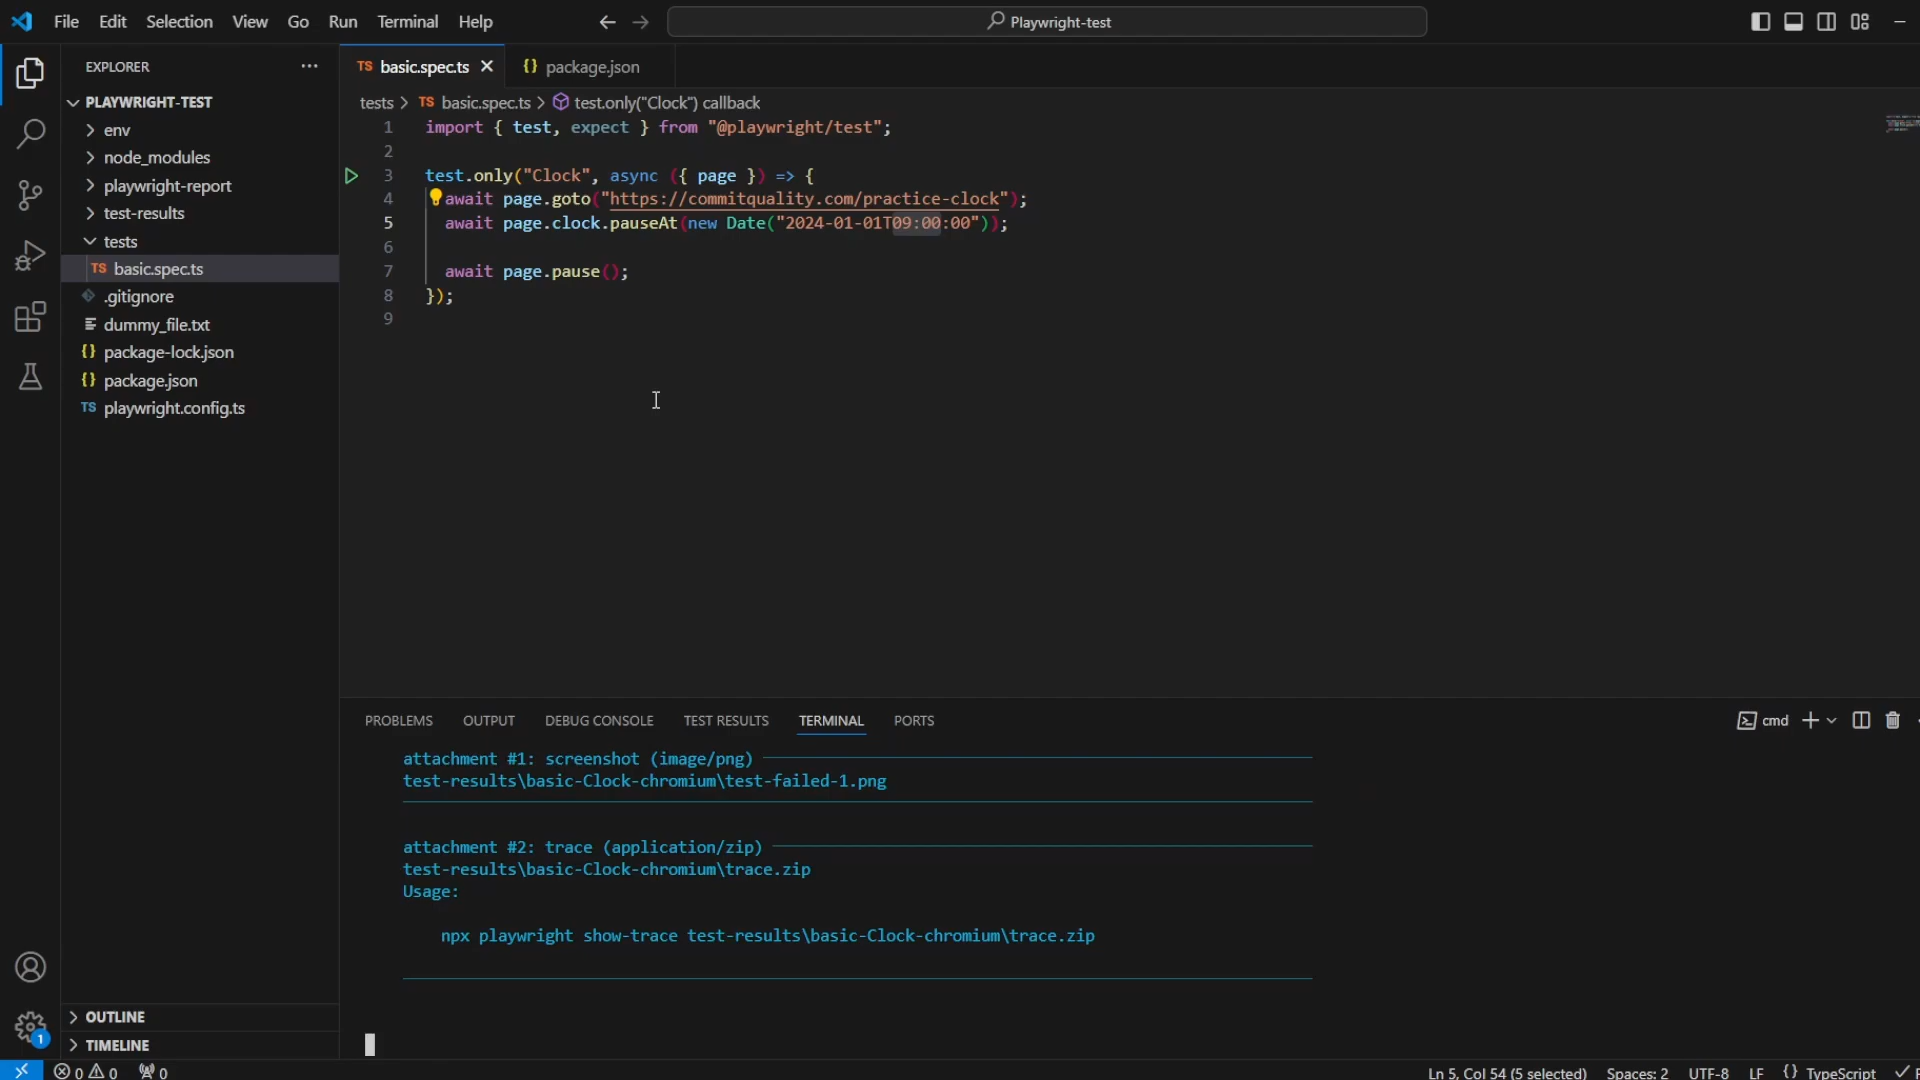 File Edit Selection View Go Run Terminal Help
Playwright-test
EXPLORER
PLAYWRIGHT-TEST
env
node_modules
playwright-report
test-results
tests
TS basic.spec.ts
.gitignore
dummy_file.txt
{} package-lock.json
{} package.json
TS playwright.config.ts
OUTLINE
TIMELINE
TS basic.spec.ts {} package.json
tests > TS basic.spec.ts > test.only("Clock") callback
1 import { test, expect } from "@playwright/test";
2
3 test.only("Clock", async ({ page }) => {
4 await page.goto("https://commitquality.com/practice-clock");
5 await page.clock.pauseAt(new Date("2024-01-01T09:00:00"));
6
7 await page.pause();
8 });
9
PROBLEMS OUTPUT DEBUG CONSOLE TEST RESULTS TERMINAL PORTS
cmd
attachment #1: screenshot (image/png)
test-results\basic-Clock-chromium\test-failed-1.png
attachment #2: trace (application/zip)
test-results\basic-Clock-chromium\trace.zip
Usage:
npx playwright show-trace test-results\basic-Clock-chromium\trace.zip
1
0 0 0
Ln 5, Col 54 (5 selected) Spaces: 2 UTF-8 LF {} TypeScript